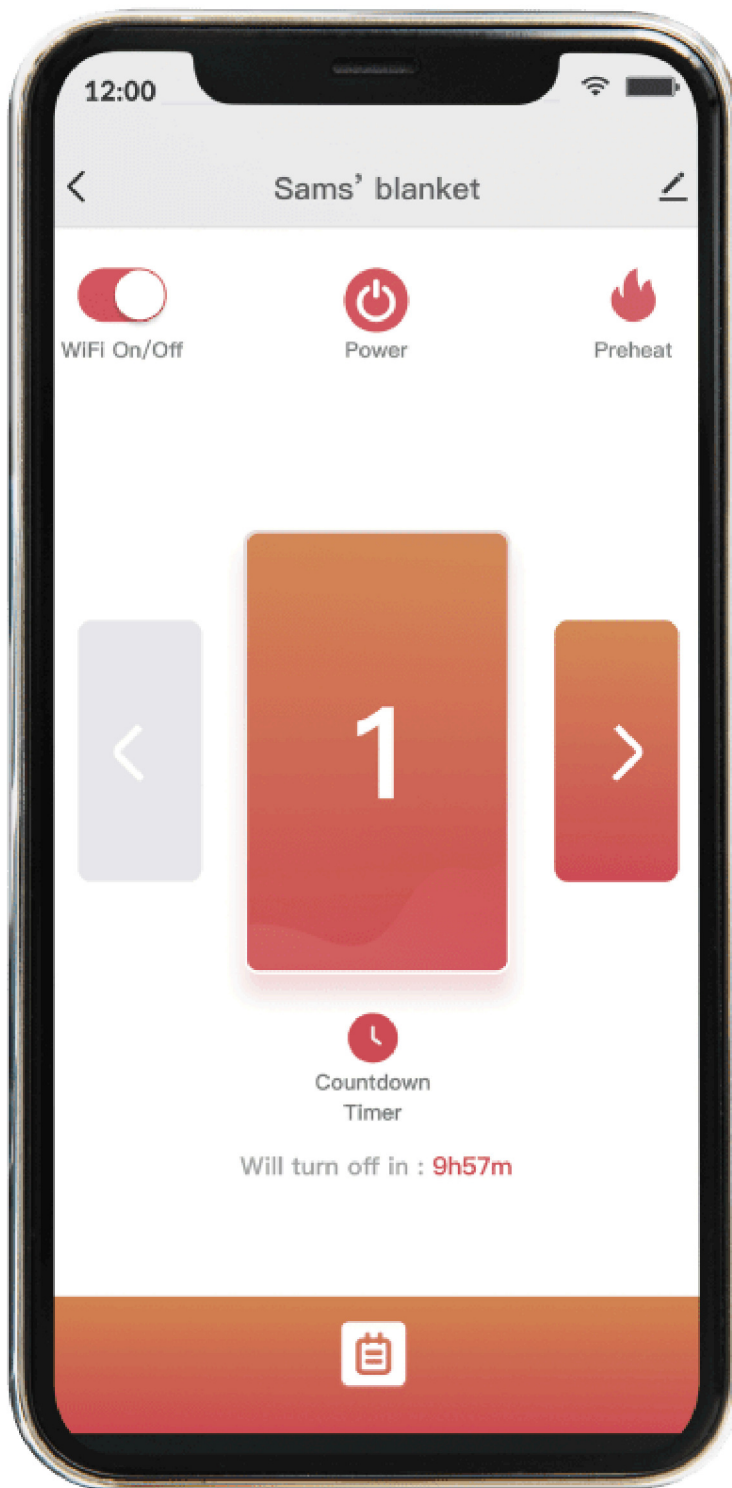 12:00
Sams’ blanket
WiFi On/Off
Power
Preheat
1
Countdown
Timer
Will turn off in : 9h57m